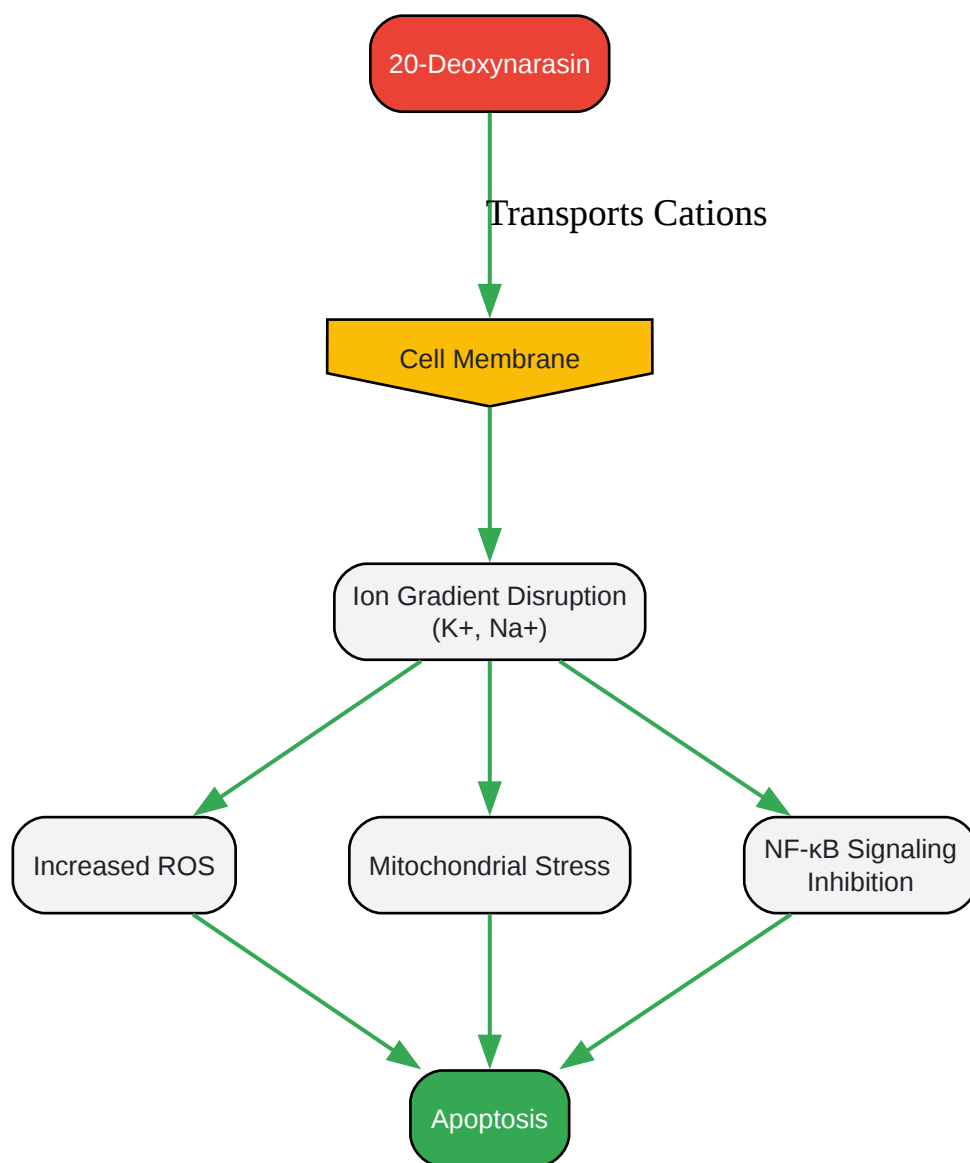 20-Deoxynarasin
Transports Cations
Cell Membrane
Ion Gradient Disruption
(K+, Na+)
Increased ROS
Mitochondrial Stress
NF-κB Signaling
Inhibition
Apoptosis